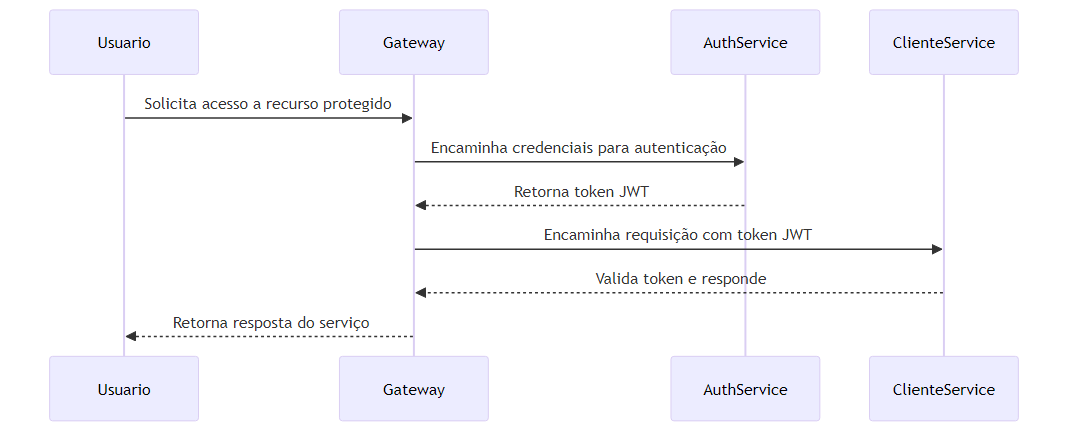 Usuario
Gateway
AuthService
ClienteService
Solicita acesso a recurso protegido
Encaminha credenciais para autenticação
Retorna token JWT
Encaminha requisição com token JWT
Valida token e responde
Retorna resposta do serviço
Usuario
Gateway
AuthService
ClienteService